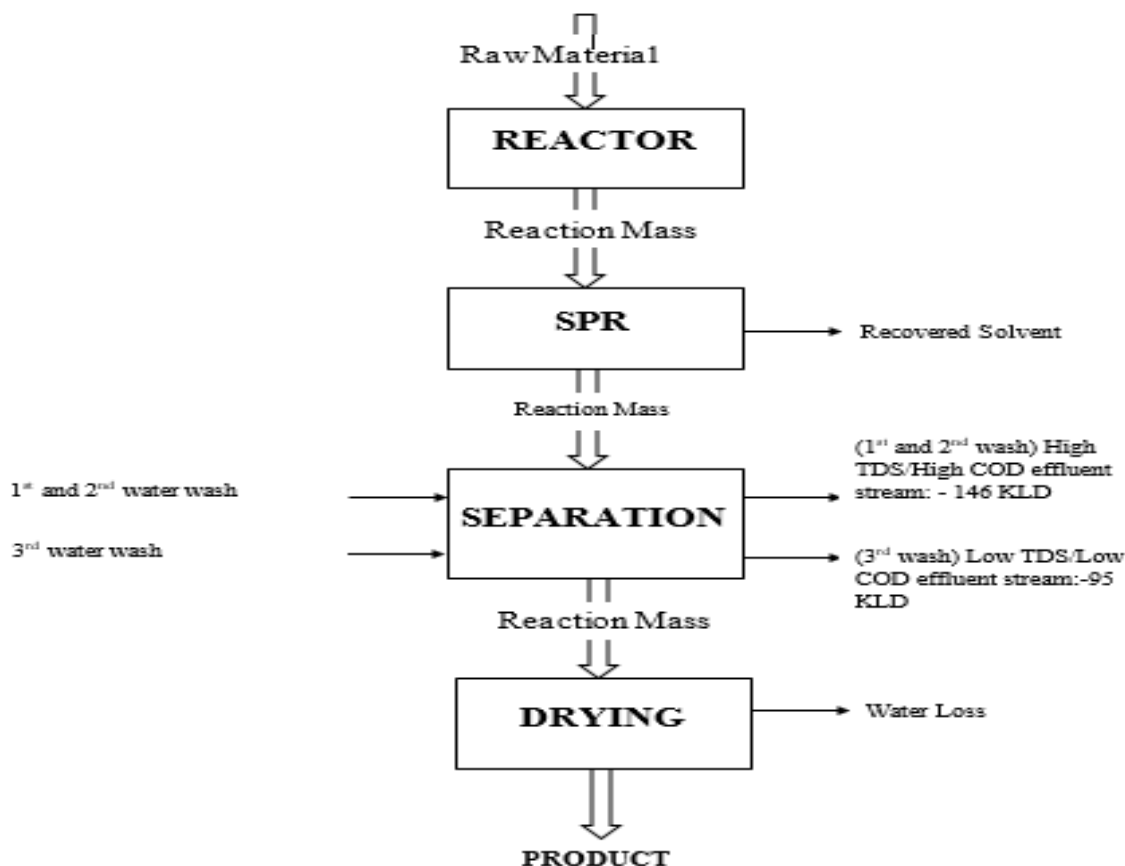 Raw Material
REACTOR
Reaction Mass
SPR
Recovered Solvent
Reaction Mass
1st and 2nd water wash
3rd water wash
SEPARATION
(1st and 2nd wash) High
TDS/High COD effluent
stream: - 146 KLD
(3rd wash) Low TDS/Low
COD effluent stream:-95
KLD
Reaction Mass
DRYING
Water Loss
PRODUCT